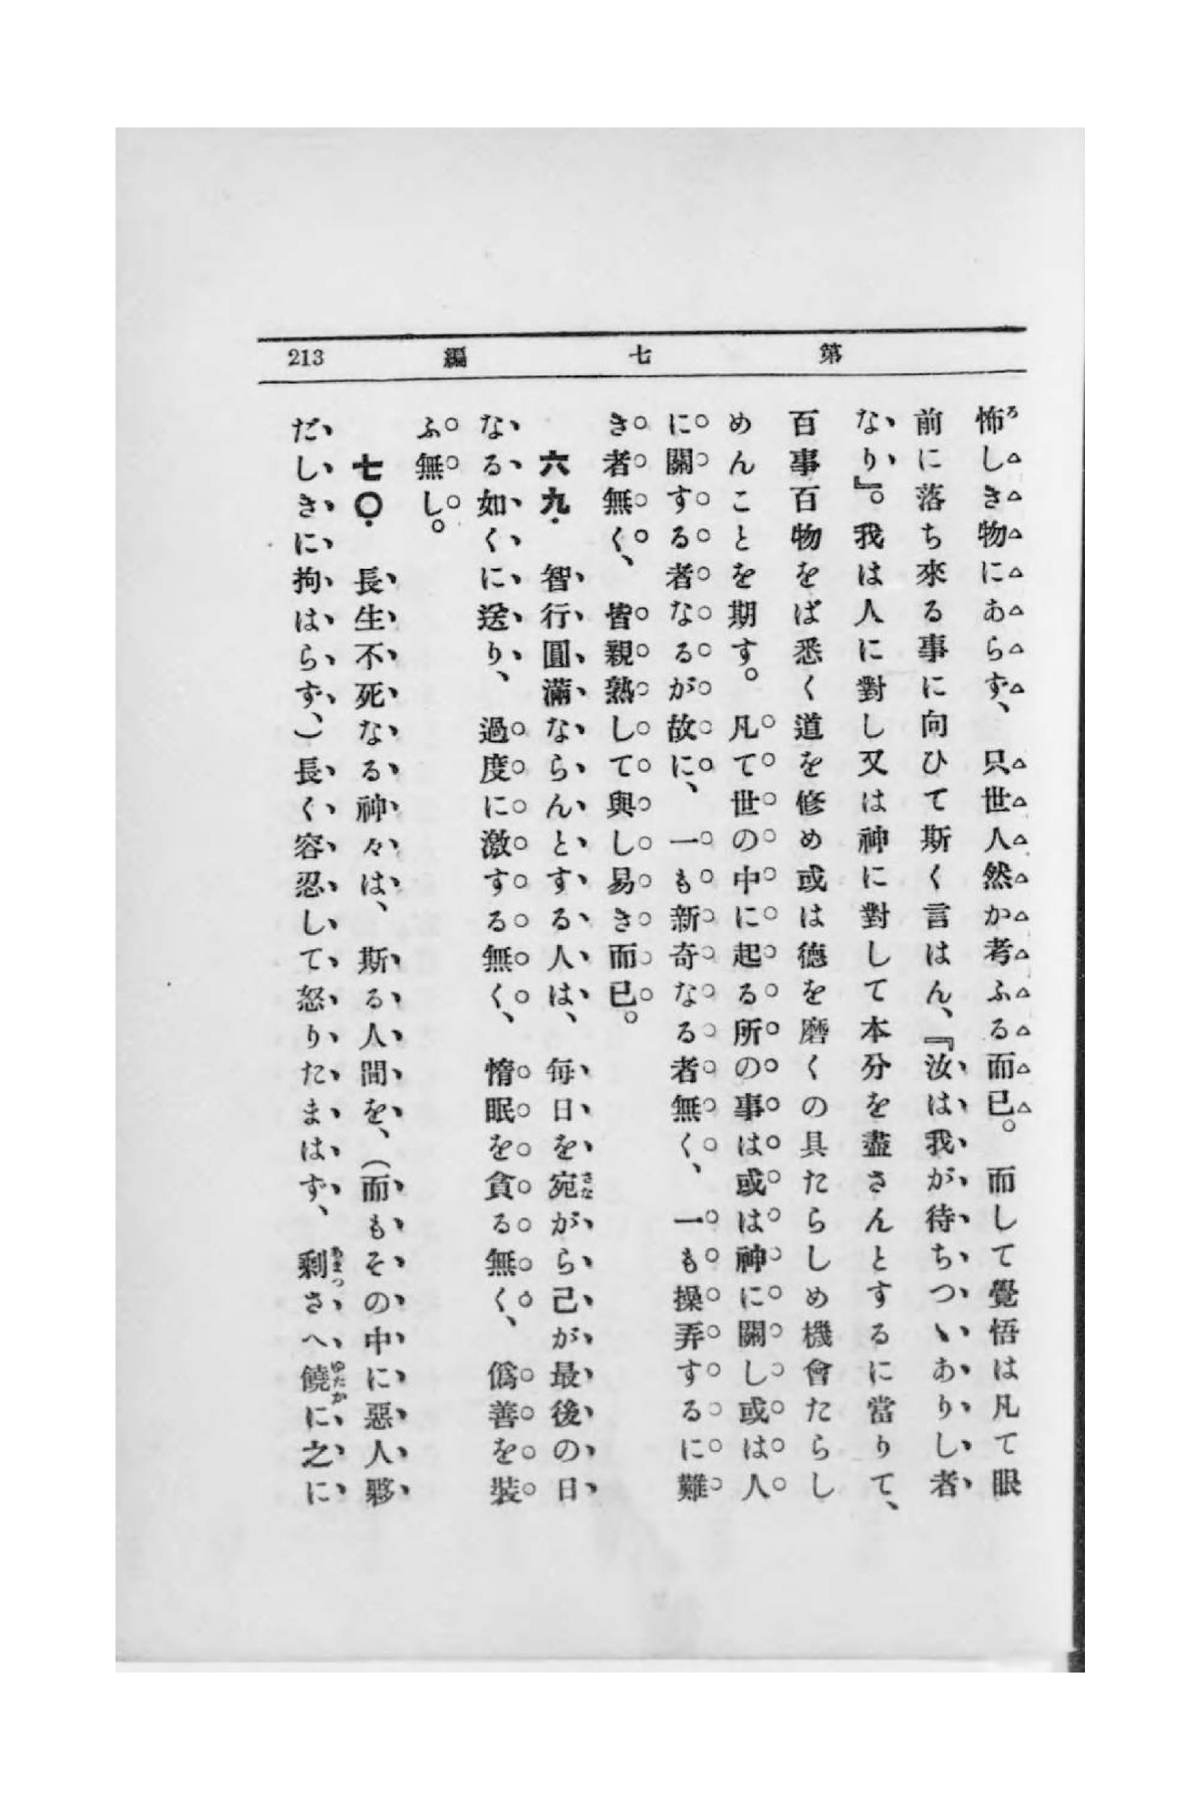 第七編
213
怖しき物にあらず、只世人然か考ふる而已。而して覺悟は凡て眼
前に落ち來る事に向ひて斯く言はん、『汝は我が待ちつゝありし者
なり』。我は人に對し又は神に對して本分を盡さんとするに當りて、
百事百物をば悉く道を修め或は德を磨くの具たらしめ機會たらし
めんことを期す。凡て世の中に起る所の事は或は神に關し或は人
に關する者なるが故に、一も新奇なる者無く、一も操弄するに難
き者無く、皆親熟して與し易き而已。
六九・智行圓滿ならんとする人は、每日を宛がら己が最後の日
なる如くに送り、過度に激する無く、惰眠を貪る無く、僞善を裝
ふ無し。
七〇・長生不死なる神々は、斯る人間を、(而もその中に惡人夥
だしきに拘はらず、)長く容忍して怒りたまはず、剩さへ饒に之に